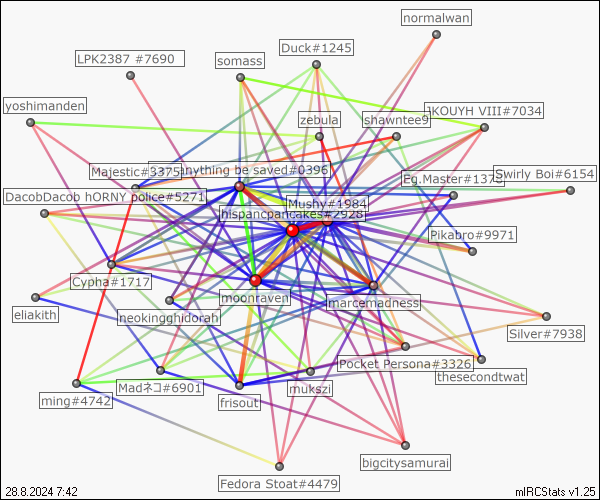 normalwan
Duck#1245
LPK2387 #7690
somass
yoshimanden
zebula
shawntee9
KOUYH VIII#7034
Majestic#3375
anything be saved#0396
Eg.Master#137
Swirly Boi#6154
DacobDacob hORNY police#5271
Mushy#1984
hispancpancakes#2928
Pikabro#9971
Cypha#1717
moonraven
marcemadness
eliakith
neokingghidorah
Silver#7938
Pocket Persona#3326
thesecondtwat
ming#4742
Madネコ#6901
frisout
mukszi
bigcitysamurai
Fedora Stoat#4479
28.8.2024 7:42
mIRCStats v1.25